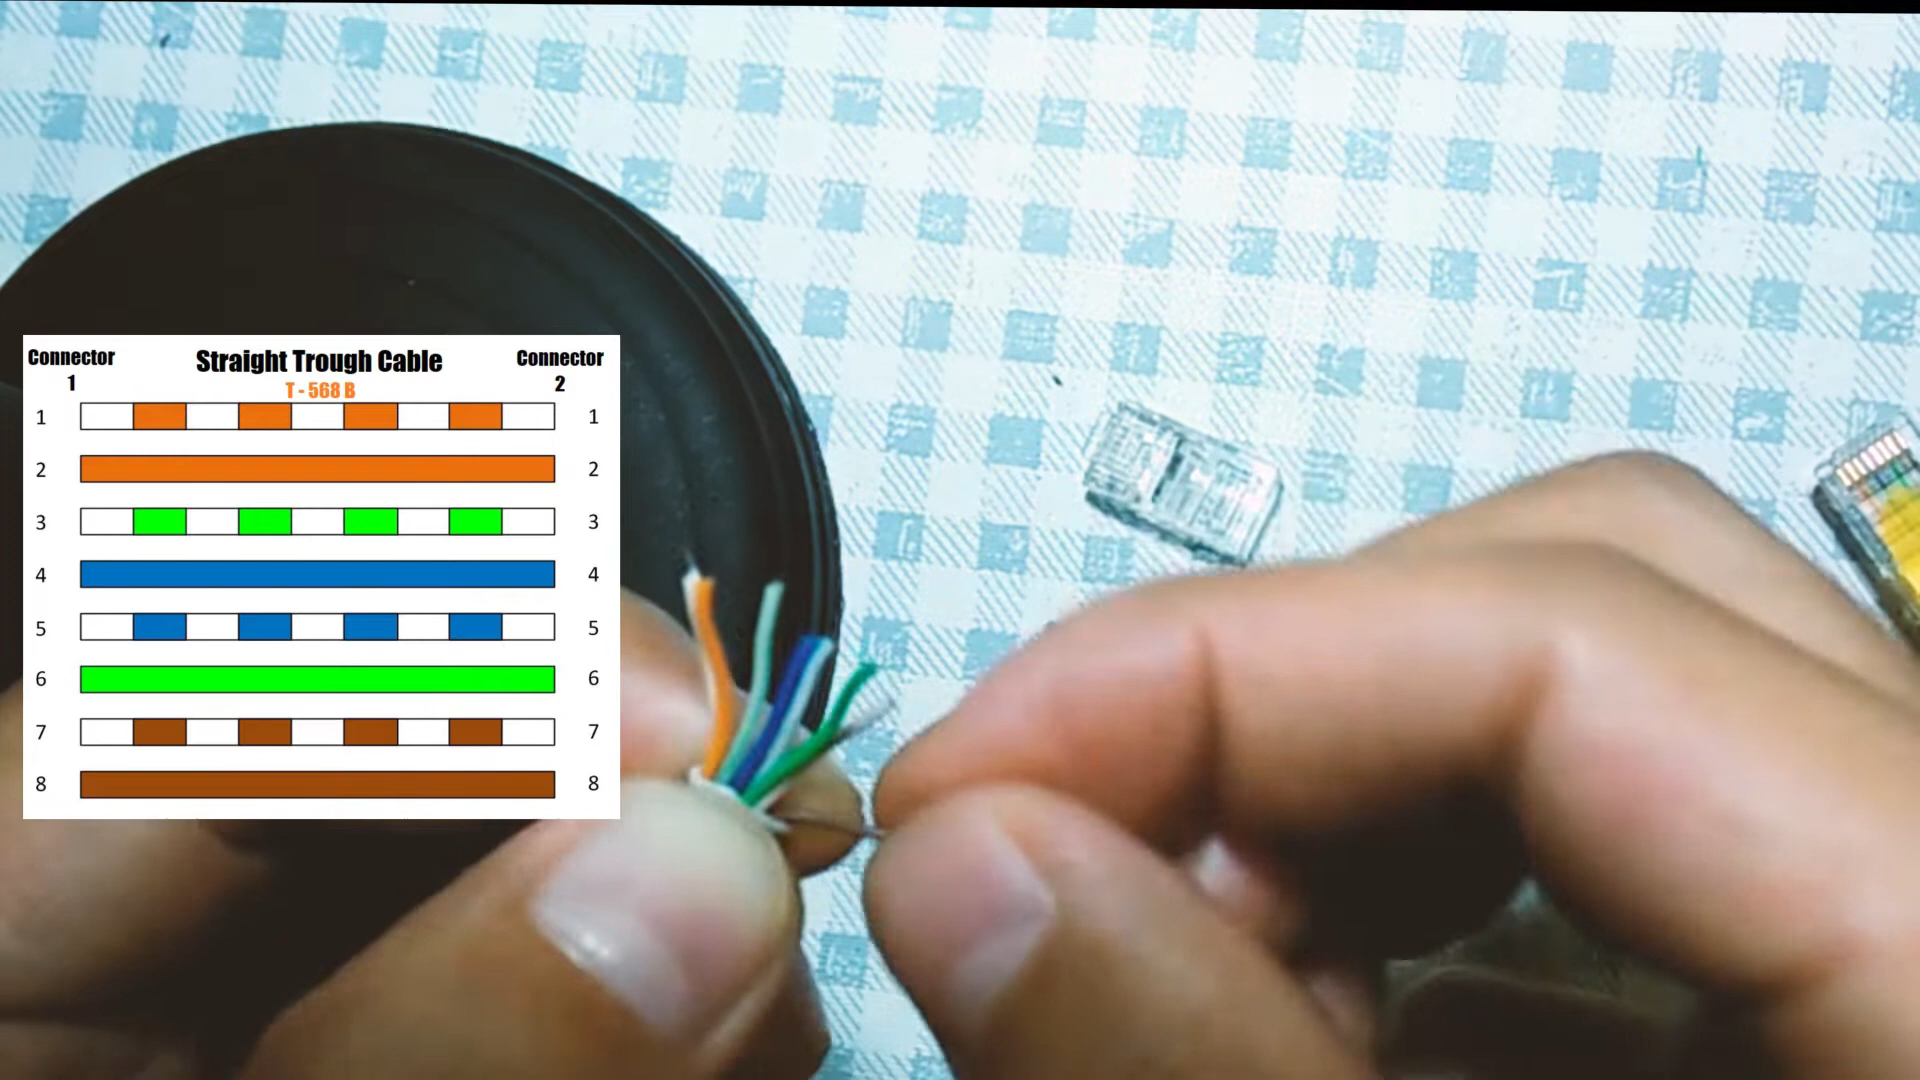 Connector 1
Straight Trough Cable
Connector 2
T - 568 B
1 1
2 2
3 3
4 4
5 5
6 6
7 7
8 8